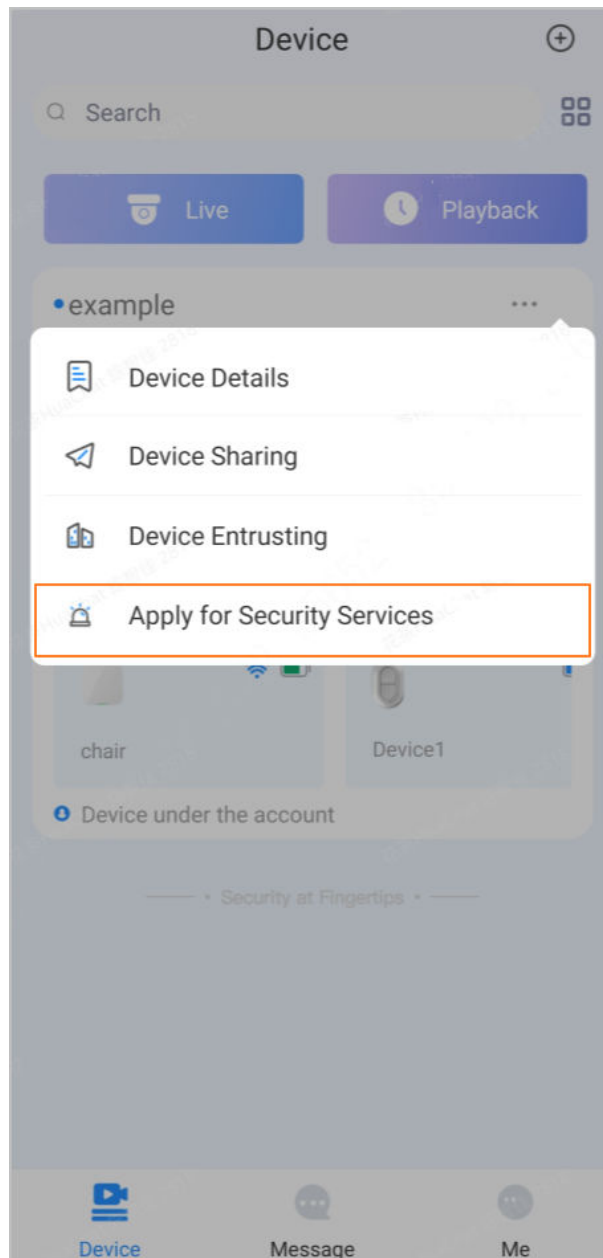 Device
Search
Live
Playback
example
Device Details
Device Sharing
Device Entrusting
Apply for Security Services
chair
Device1
Device under the account
Security at Fingertips
Device
Message
Me